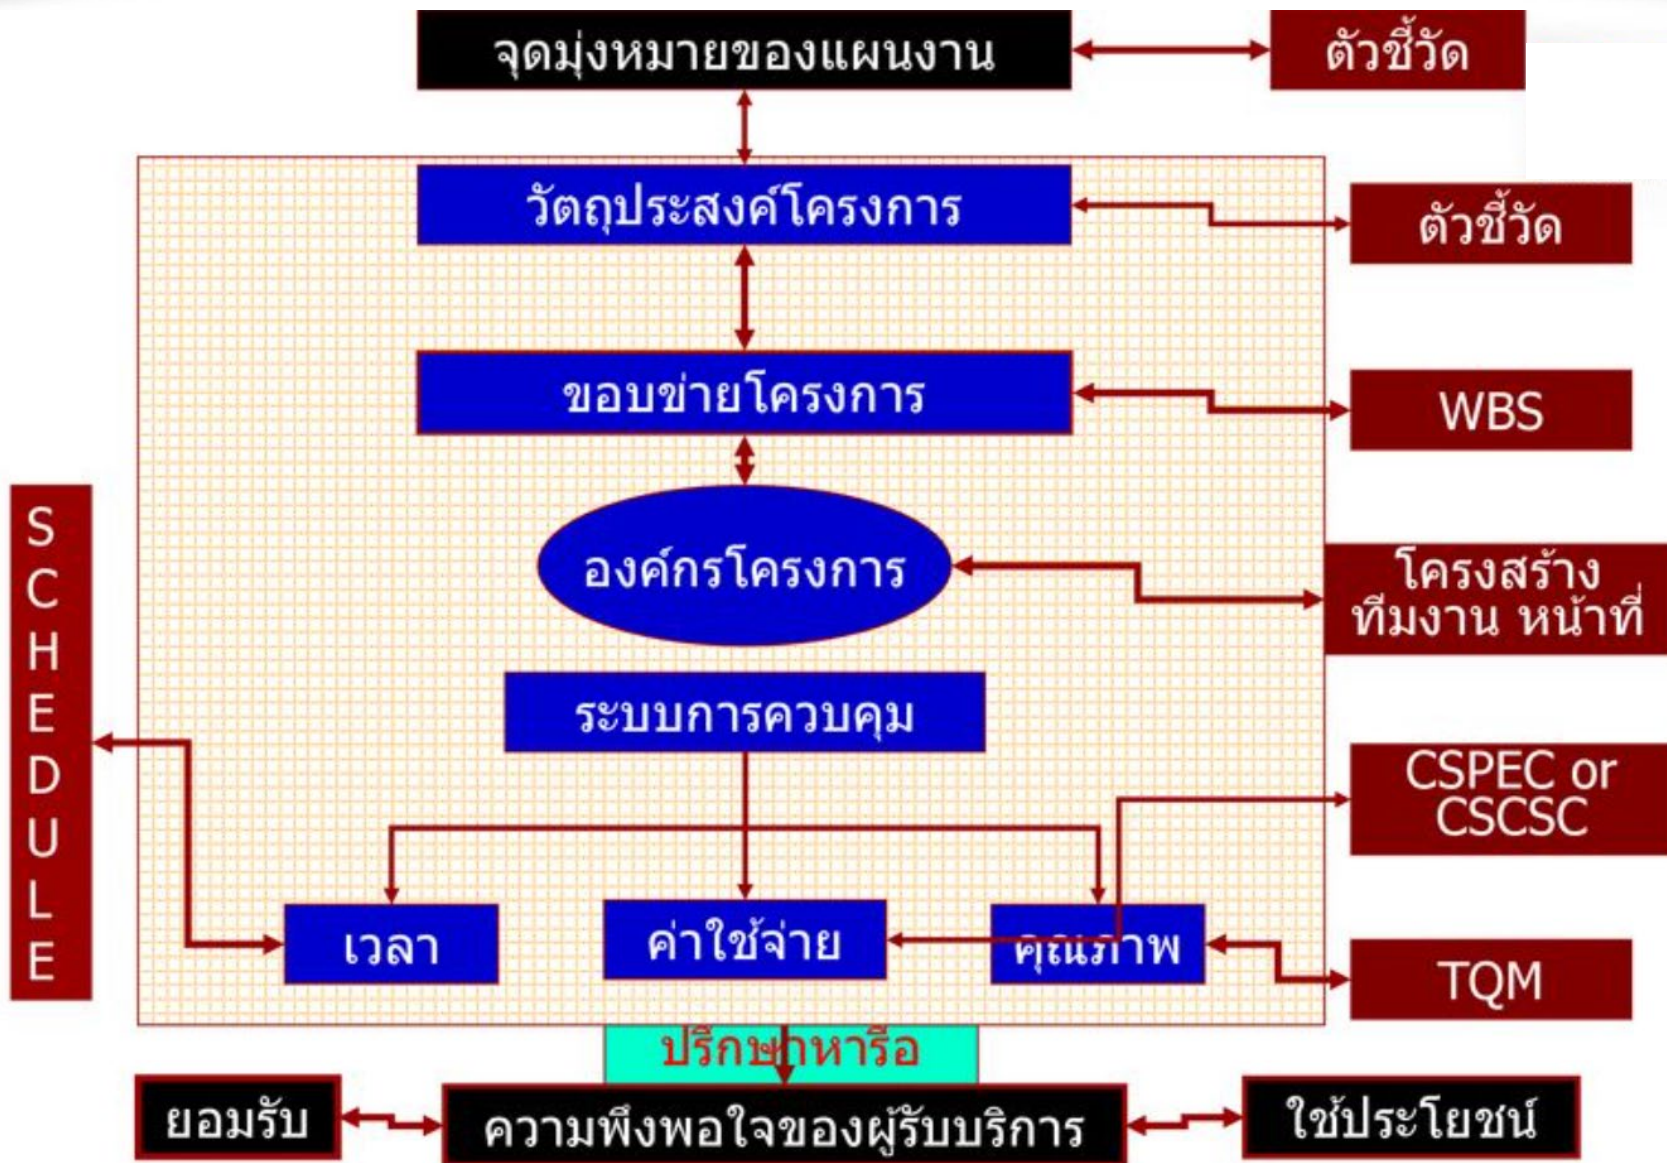 จุดมุ่งหมายของแผนงาน
ตัวชี้วัด
วัตถุประสงค์โครงการ
ตัวชี้วัด
ขอบข่ายโครงการ
WBS
SCHEDULE
องค์กรโครงการ
โครงสร้าง
ทีมงาน หน้าที่
ระบบการควบคุม
CSPEC or
CSCSC
เวลา
ค่าใช้จ่าย
คุณภาพ
TQM
ปรึกษาหารือ
ยอมรับ
ความพึงพอใจของผู้รับบริการ
ใช้ประโยชน์